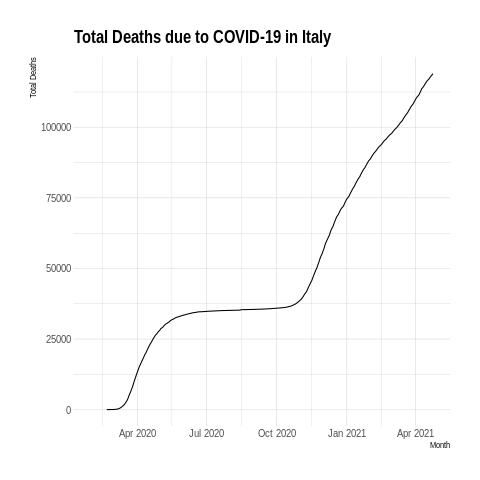 Total Deaths due to COVID-19 in Italy
Total Deaths
100000
75000
50000
25000
0
Apr 2020 Jul 2020 Oct 2020 Jan 2021 Apr 2021
Month